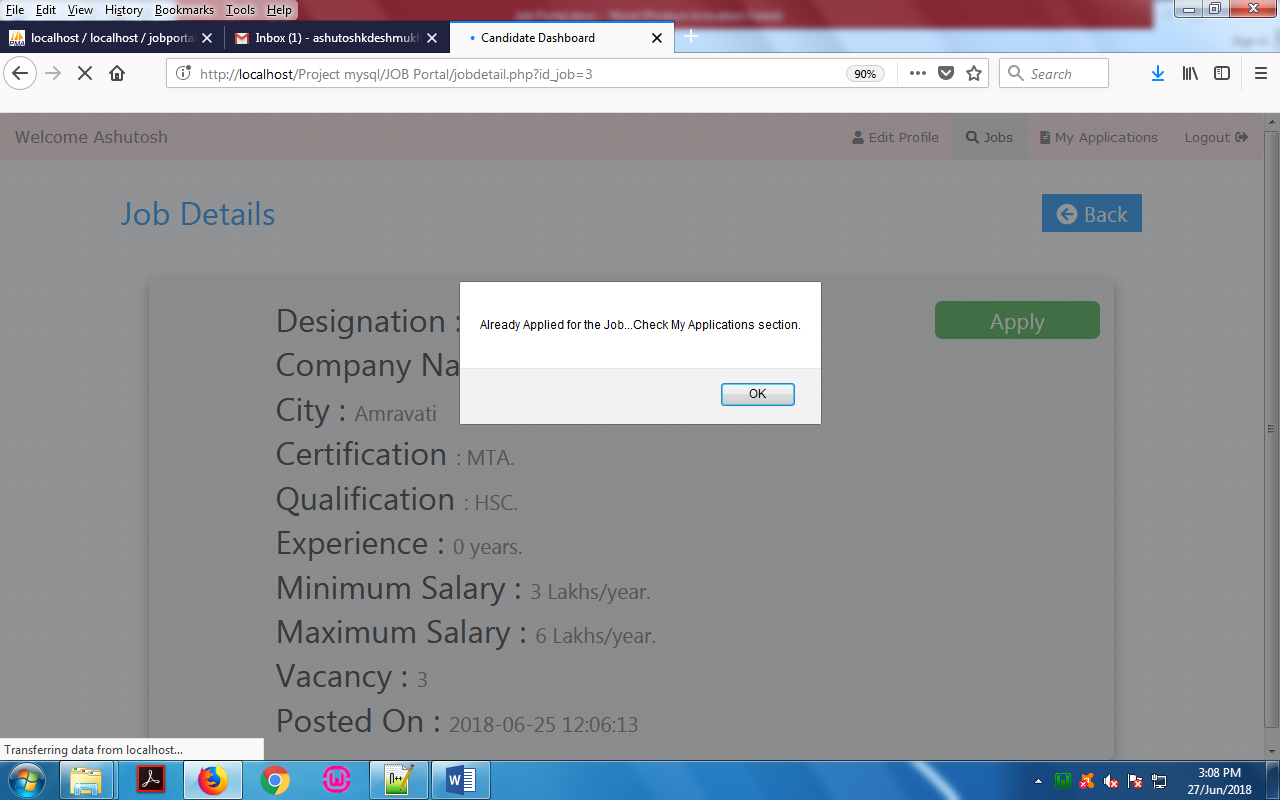 File Edit View History Bookmarks Tools Help
localhost / localhost / jobporta
Inbox (1) - ashutoshkdeshmukh
Candidate Dashboard
http://localhost/Project mysql/JOB Portal/jobdetail.php?id_job=3
90%
Search
Welcome Ashutosh
Edit Profile
Jobs
My Applications
Logout
Job Details
Back
Designation :
Apply
Already Applied for the Job...Check My Applications section.
Company Na
OK
City : Amravati
Certification : MTA.
Qualification : HSC.
Experience : 0 years.
Minimum Salary : 3 Lakhs/year.
Maximum Salary : 6 Lakhs/year.
Vacancy : 3
Posted On : 2018-06-25 12:06:13
Transferring data from localhost...
3:08 PM
27/Jun/2018